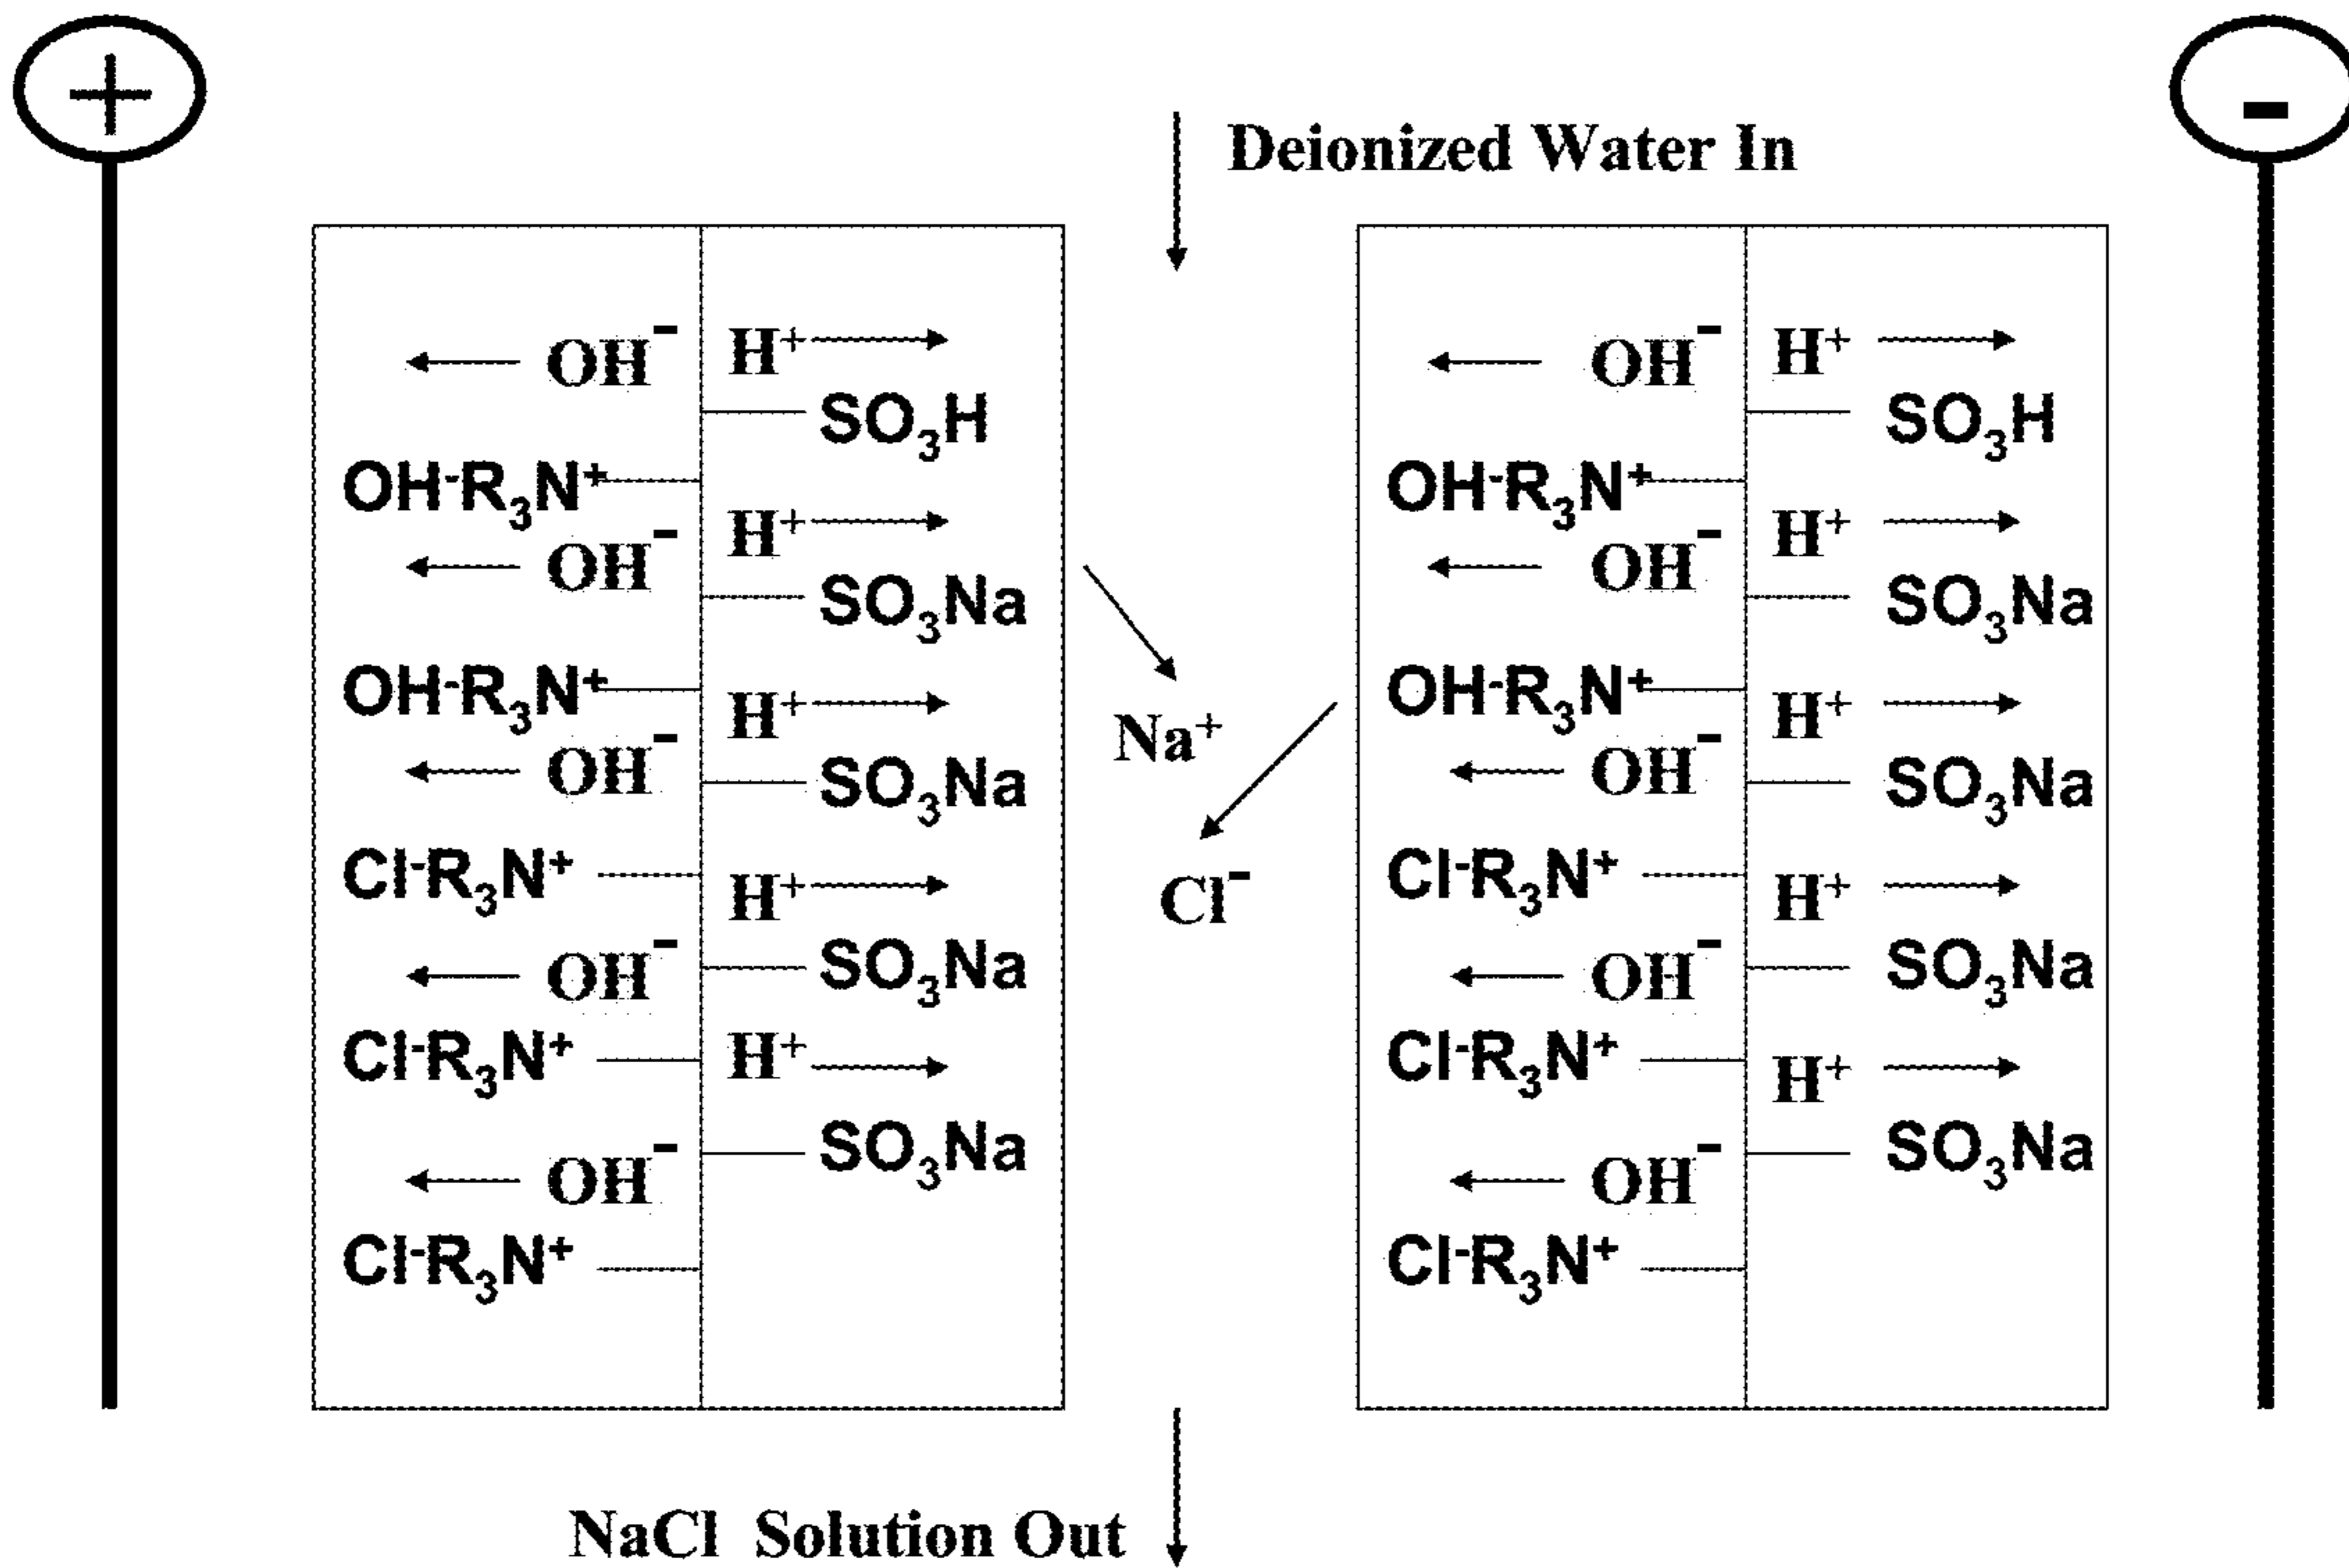 +
-
Deionized Water In
OH⁻ H⁺
SO₃H
OH⁻R₃N⁺
H⁺
OH⁻
SO₃Na
OH⁻R₃N⁺
H⁺
OH⁻
SO₃Na
Cl⁻R₃N⁺
H⁺
OH⁻
SO₃Na
Cl⁻R₃N⁺
H⁺
SO₃Na
OH⁻
Cl⁻R₃N⁺
Na⁺
Cl⁻
OH⁻ H⁺
SO₃H
OH⁻R₃N⁺
H⁺
OH⁻
SO₃Na
OH⁻R₃N⁺
H⁺
OH⁻
SO₃Na
Cl⁻R₃N⁺
H⁺
OH⁻
SO₃Na
Cl⁻R₃N⁺
H⁺
SO₃Na
OH⁻
Cl⁻R₃N⁺
NaCl Solution Out